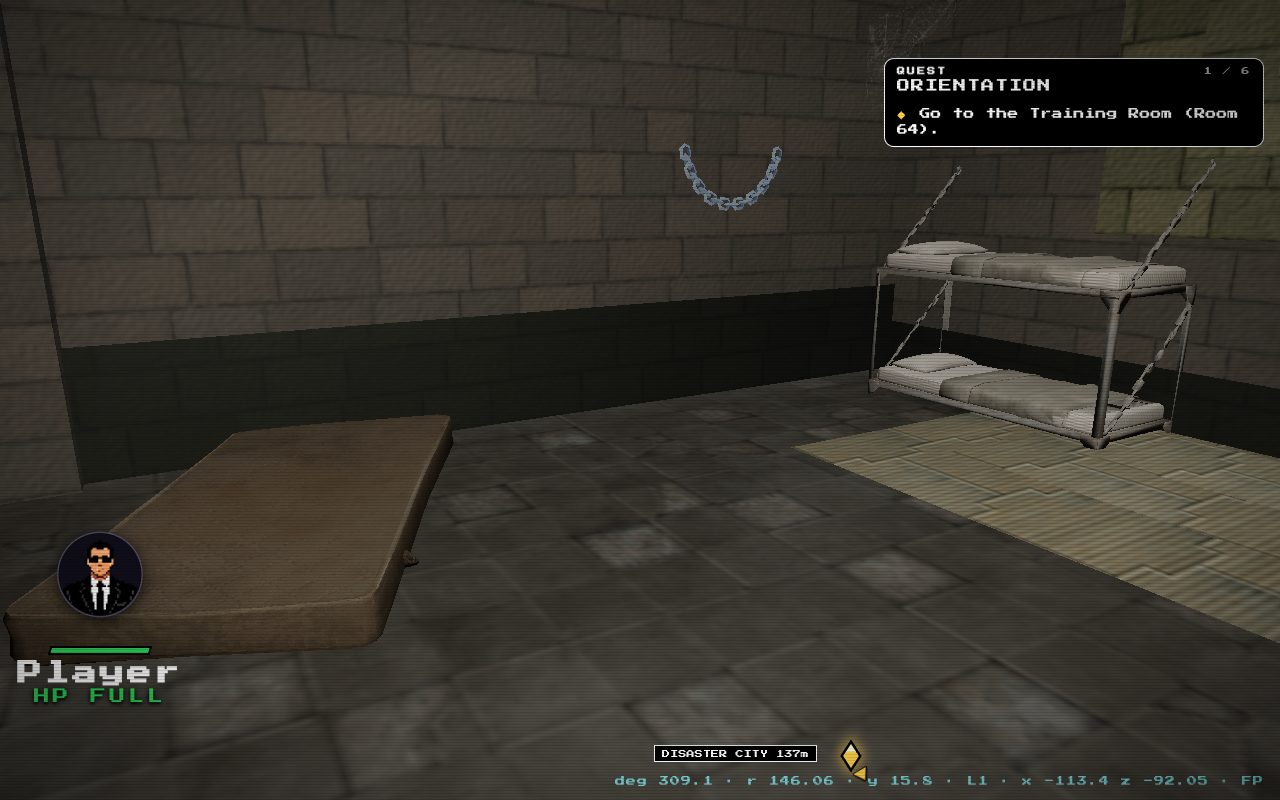 QUEST 1 / 6
ORIENTATION
◆ Go to the Training Room (Room
64).
Player
HP FULL
DISASTER CITY 137m
deg 309.1 · r 146.06 · y 15.8 · L1 · x -113.4 z -92.05 · FP